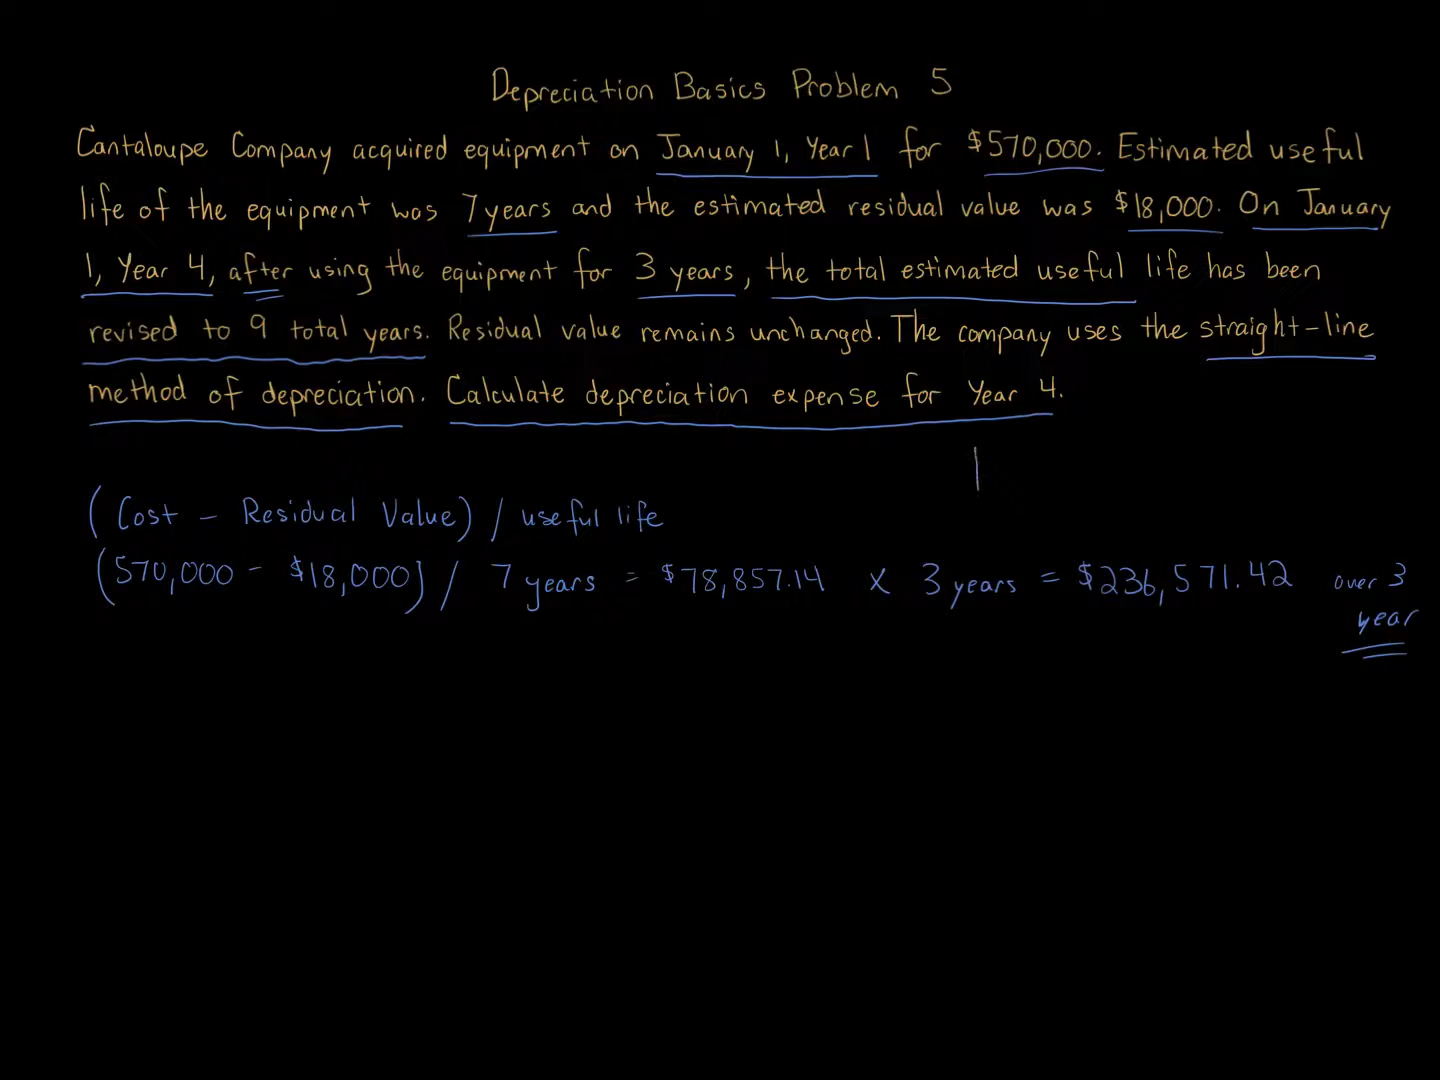 Depreciation Basics Problem 5
Cantaloupe Company acquired equipment on January 1, Year 1 for $570,000. Estimated useful
life of the equipment was 7 years and the estimated residual value was $18,000. On January
1, Year 4, after using the equipment for 3 years, the total estimated useful life has been
revised to 9 total years. Residual value remains unchanged. The company uses the straight-line
method of depreciation. Calculate depreciation expense for Year 4.
(Cost - Residual Value) / useful life
(570,000 - $18,000) / 7 years = $78,857.14 x 3 years = $236,571.42 over 3
year